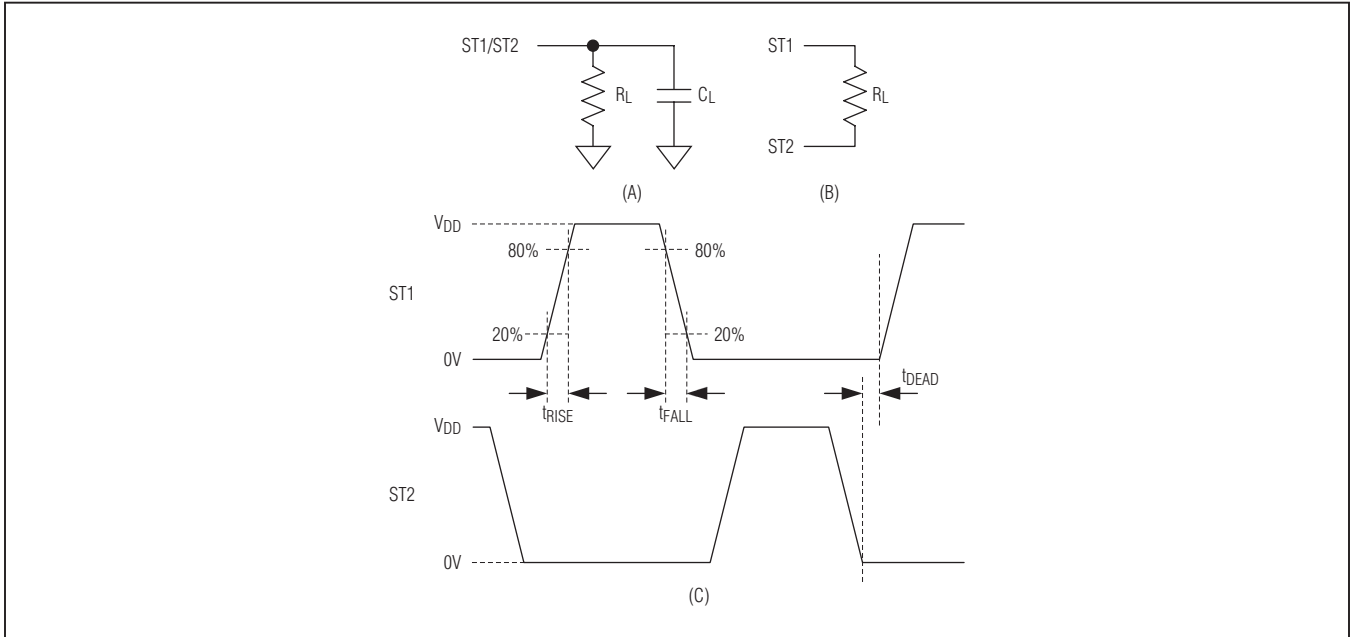 ST1/ST2
RL
CL
(A)
ST1
RL
ST2
(B)
VDD
80%
80%
ST1
20%
20%
0V
tRISE
tFALL
tDEAD
VDD
ST2
0V
(C)